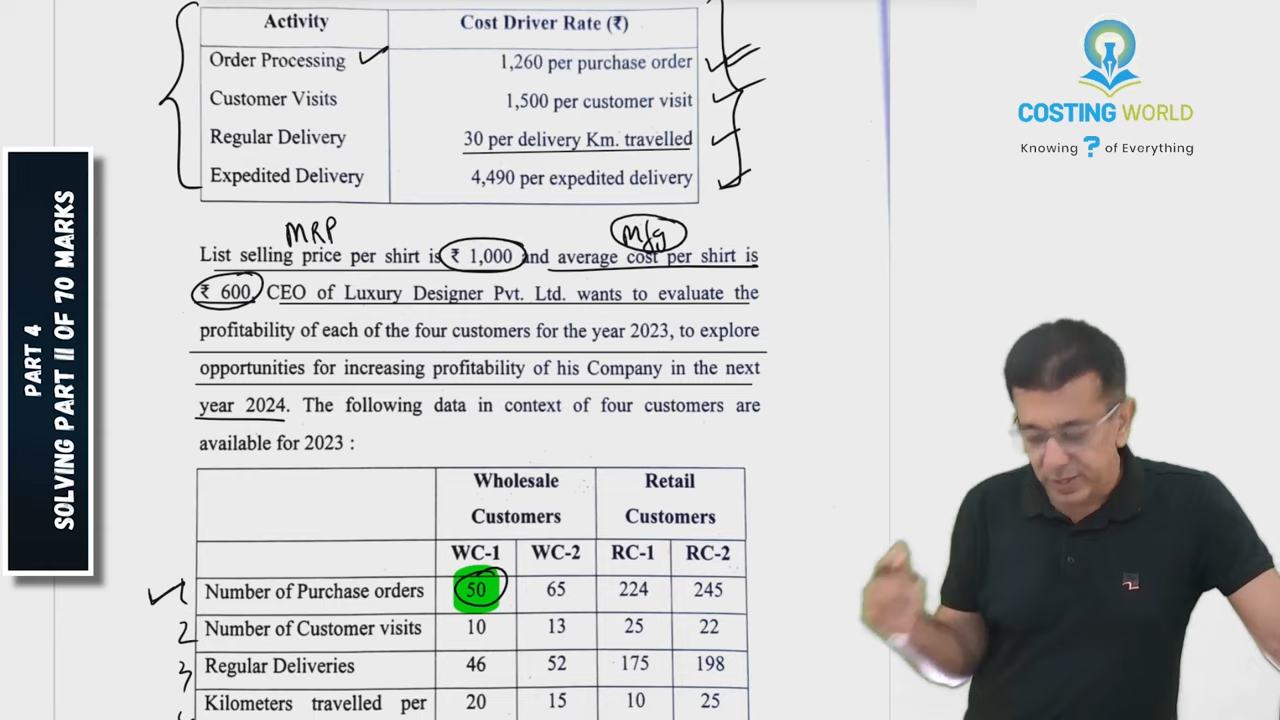 PART 4
SOLVING PART II OF 70 MARKS
Activity Cost Driver Rate (₹)
Order Processing 1,260 per purchase order
Customer Visits 1,500 per customer visit
Regular Delivery 30 per delivery Km. travelled
Expedited Delivery 4,490 per expedited delivery
MRP Mfg
List selling price per shirt is ₹ 1,000 and average cost per shirt is
₹ 600. CEO of Luxury Designer Pvt. Ltd. wants to evaluate the
profitability of each of the four customers for the year 2023, to explore
opportunities for increasing profitability of his Company in the next
year 2024. The following data in context of four customers are
available for 2023 :
Wholesale Customers Retail Customers
WC-1 WC-2 RC-1 RC-2
1 Number of Purchase orders 50 65 224 245
2 Number of Customer visits 10 13 25 22
3 Regular Deliveries 46 52 175 198
Kilometers travelled per 20 15 10 25
COSTING WORLD
Knowing ? of Everything